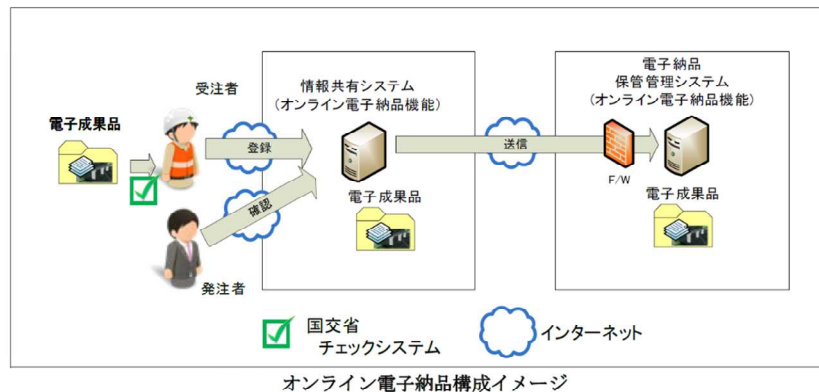 受注者
電子成果品
発注者
情報共有システム
（オンライン電子納品機能）
登録
確認
電子成果品
送信
電子納品
保管管理システム
（オンライン電子納品機能）
F/W
電子成果品
国交省
チェックシステム
インターネット
オンライン電子納品構成イメージ